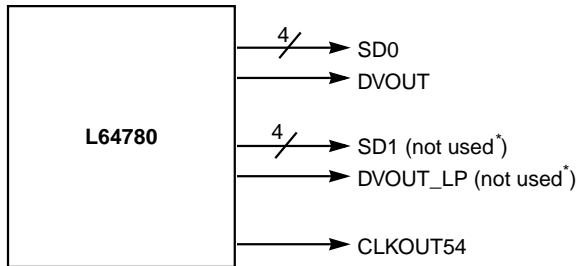 4
SD0
DVOUT
L64780
4
SD1 (not used*)
DVOUT_LP (not used*)
CLKOUT54